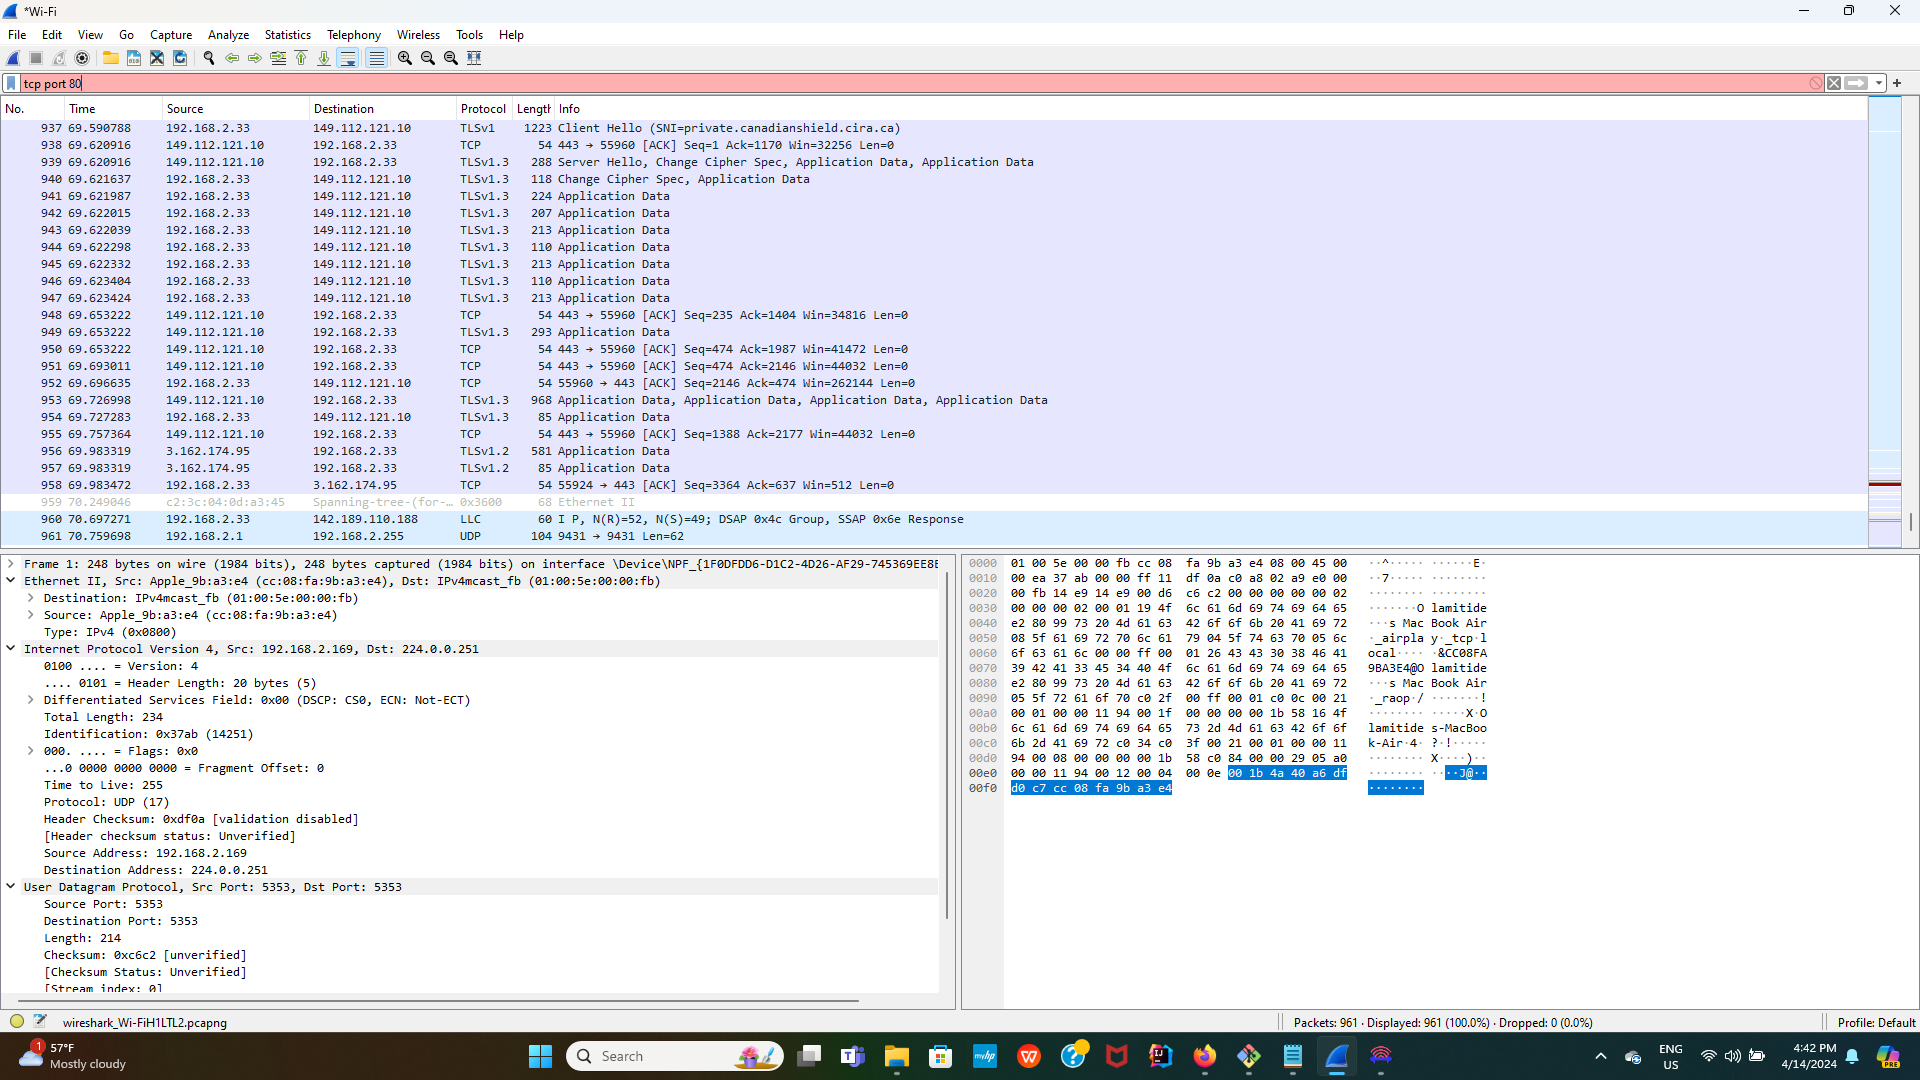 *Wi-Fi
File Edit View Go Capture Analyze Statistics Telephony Wireless Tools Help
tcp port 80
No. Time Source Destination Protocol Length Info
937 69.590788 192.168.2.33 149.112.121.10 TLSv1 1223 Client Hello (SNI=private.canadianshield.cira.ca)
938 69.620916 149.112.121.10 192.168.2.33 TCP 54 443 → 55960 [ACK] Seq=1 Ack=1170 Win=32256 Len=0
939 69.620916 149.112.121.10 192.168.2.33 TLSv1.3 288 Server Hello, Change Cipher Spec, Application Data, Application Data
940 69.621637 192.168.2.33 149.112.121.10 TLSv1.3 118 Change Cipher Spec, Application Data
941 69.621987 192.168.2.33 149.112.121.10 TLSv1.3 224 Application Data
942 69.622015 192.168.2.33 149.112.121.10 TLSv1.3 207 Application Data
943 69.622039 192.168.2.33 149.112.121.10 TLSv1.3 213 Application Data
944 69.622298 192.168.2.33 149.112.121.10 TLSv1.3 110 Application Data
945 69.622332 192.168.2.33 149.112.121.10 TLSv1.3 213 Application Data
946 69.623404 192.168.2.33 149.112.121.10 TLSv1.3 110 Application Data
947 69.623424 192.168.2.33 149.112.121.10 TLSv1.3 213 Application Data
948 69.653222 149.112.121.10 192.168.2.33 TCP 54 443 → 55960 [ACK] Seq=235 Ack=1404 Win=34816 Len=0
949 69.653222 149.112.121.10 192.168.2.33 TLSv1.3 293 Application Data
950 69.653222 149.112.121.10 192.168.2.33 TCP 54 443 → 55960 [ACK] Seq=474 Ack=1987 Win=41472 Len=0
951 69.693011 149.112.121.10 192.168.2.33 TCP 54 443 → 55960 [ACK] Seq=474 Ack=2146 Win=44032 Len=0
952 69.696635 192.168.2.33 149.112.121.10 TCP 54 55960 → 443 [ACK] Seq=2146 Ack=474 Win=262144 Len=0
953 69.726998 149.112.121.10 192.168.2.33 TLSv1.3 968 Application Data, Application Data, Application Data, Application Data
954 69.727283 192.168.2.33 149.112.121.10 TLSv1.3 85 Application Data
955 69.757364 149.112.121.10 192.168.2.33 TCP 54 443 → 55960 [ACK] Seq=1388 Ack=2177 Win=44032 Len=0
956 69.983319 3.162.174.95 192.168.2.33 TLSv1.2 581 Application Data
957 69.983319 3.162.174.95 192.168.2.33 TLSv1.2 85 Application Data
958 69.983472 192.168.2.33 3.162.174.95 TCP 54 55924 → 443 [ACK] Seq=3364 Ack=637 Win=512 Len=0
959 70.249046 c2:3c:04:0d:a3:45 Spanning-tree-(for-… 0x3600 68 Ethernet II
960 70.697271 192.168.2.33 142.189.110.188 LLC 60 I P, N(R)=52, N(S)=49; DSAP 0x4c Group, SSAP 0x6e Response
961 70.759698 192.168.2.1 192.168.2.255 UDP 104 9431 → 9431 Len=62
Frame 1: 248 bytes on wire (1984 bits), 248 bytes captured (1984 bits) on interface \Device\NPF_{1F0DFDD6-D1C2-4D26-AF29-745369EE8E
Ethernet II, Src: Apple_9b:a3:e4 (cc:08:fa:9b:a3:e4), Dst: IPv4mcast_fb (01:00:5e:00:00:fb)
Destination: IPv4mcast_fb (01:00:5e:00:00:fb)
Source: Apple_9b:a3:e4 (cc:08:fa:9b:a3:e4)
Type: IPv4 (0x0800)
Internet Protocol Version 4, Src: 192.168.2.169, Dst: 224.0.0.251
0100 .... = Version: 4
.... 0101 = Header Length: 20 bytes (5)
Differentiated Services Field: 0x00 (DSCP: CS0, ECN: Not-ECT)
Total Length: 234
Identification: 0x37ab (14251)
000. .... = Flags: 0x0
...0 0000 0000 0000 = Fragment Offset: 0
Time to Live: 255
Protocol: UDP (17)
Header Checksum: 0xdf0a [validation disabled]
[Header checksum status: Unverified]
Source Address: 192.168.2.169
Destination Address: 224.0.0.251
User Datagram Protocol, Src Port: 5353, Dst Port: 5353
Source Port: 5353
Destination Port: 5353
Length: 214
Checksum: 0xc6c2 [unverified]
[Checksum Status: Unverified]
[Stream index: 0]
0000 01 00 5e 00 00 fb cc 08 fa 9b a3 e4 08 00 45 00 ··^····· ······E·
0010 00 ea 37 ab 00 00 ff 11 df 0a c0 a8 02 a9 e0 00 ··7····· ········
0020 00 fb 14 e9 14 e9 00 d6 c6 c2 00 00 00 00 00 02 ········ ········
0030 00 00 00 02 00 01 19 4f 6c 61 6d 69 74 69 64 65 ·······O lamitide
0040 e2 80 99 73 20 4d 61 63 42 6f 6f 6b 20 41 69 72 ···s Mac Book Air
0050 08 5f 61 69 72 70 6c 61 79 04 5f 74 63 70 05 6c ·_airpla y·_tcp·l
0060 6f 63 61 6c 00 00 ff 00 01 26 43 43 30 38 46 41 ocal···· ·&CC08FA
0070 39 42 41 33 45 34 40 4f 6c 61 6d 69 74 69 64 65 9BA3E4@O lamitide
0080 e2 80 99 73 20 4d 61 63 42 6f 6f 6b 20 41 69 72 ···s Mac Book Air
0090 05 5f 72 61 6f 70 c0 2f 00 ff 00 01 c0 0c 00 21 ·_raop·/ ·······!
00a0 00 01 00 00 11 94 00 1f 00 00 00 00 1b 58 16 4f ········ ·····X·O
00b0 6c 61 6d 69 74 69 64 65 73 2d 4d 61 63 42 6f 6f lamitide s-MacBoo
00c0 6b 2d 41 69 72 c0 34 c0 3f 00 21 00 01 00 00 11 k-Air·4· ?·!·····
00d0 94 00 08 00 00 00 00 1b 58 c0 84 00 00 29 05 a0 ········ X····)··
00e0 00 00 11 94 00 12 00 04 00 0e 00 1b 4a 40 a6 df ········ ····J@··
00f0 d0 c7 cc 08 fa 9b a3 e4 ········
wireshark_Wi-FiH1LTL2.pcapng
Packets: 961 · Displayed: 961 (100.0%) · Dropped: 0 (0.0%)
Profile: Default
1
57°F
Mostly cloudy
Search
myhp
ENG
US
4:42 PM
4/14/2024
PRE